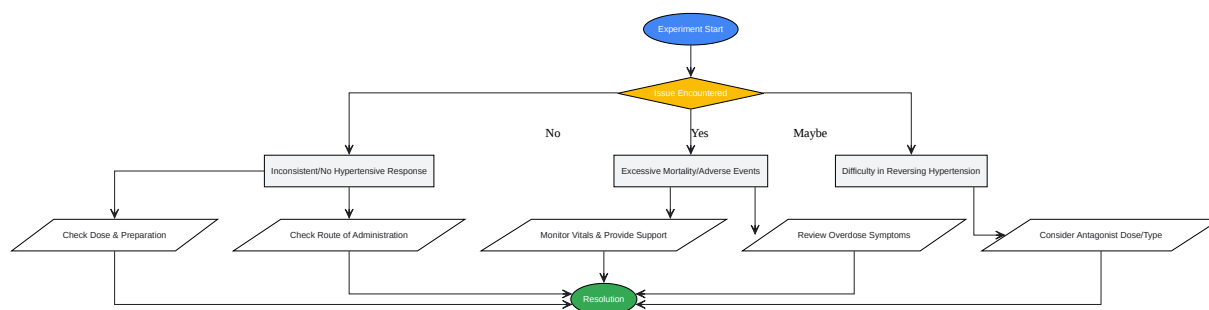 Experiment Start
Issue Encountered
No
Yes
Maybe
Inconsistent/No Hypertensive Response
Excessive Mortality/Adverse Events
Difficulty in Reversing Hypertension
Check Dose & Preparation
Check Route of Administration
Monitor Vitals & Provide Support
Review Overdose Symptoms
Consider Antagonist Dose/Type
Resolution